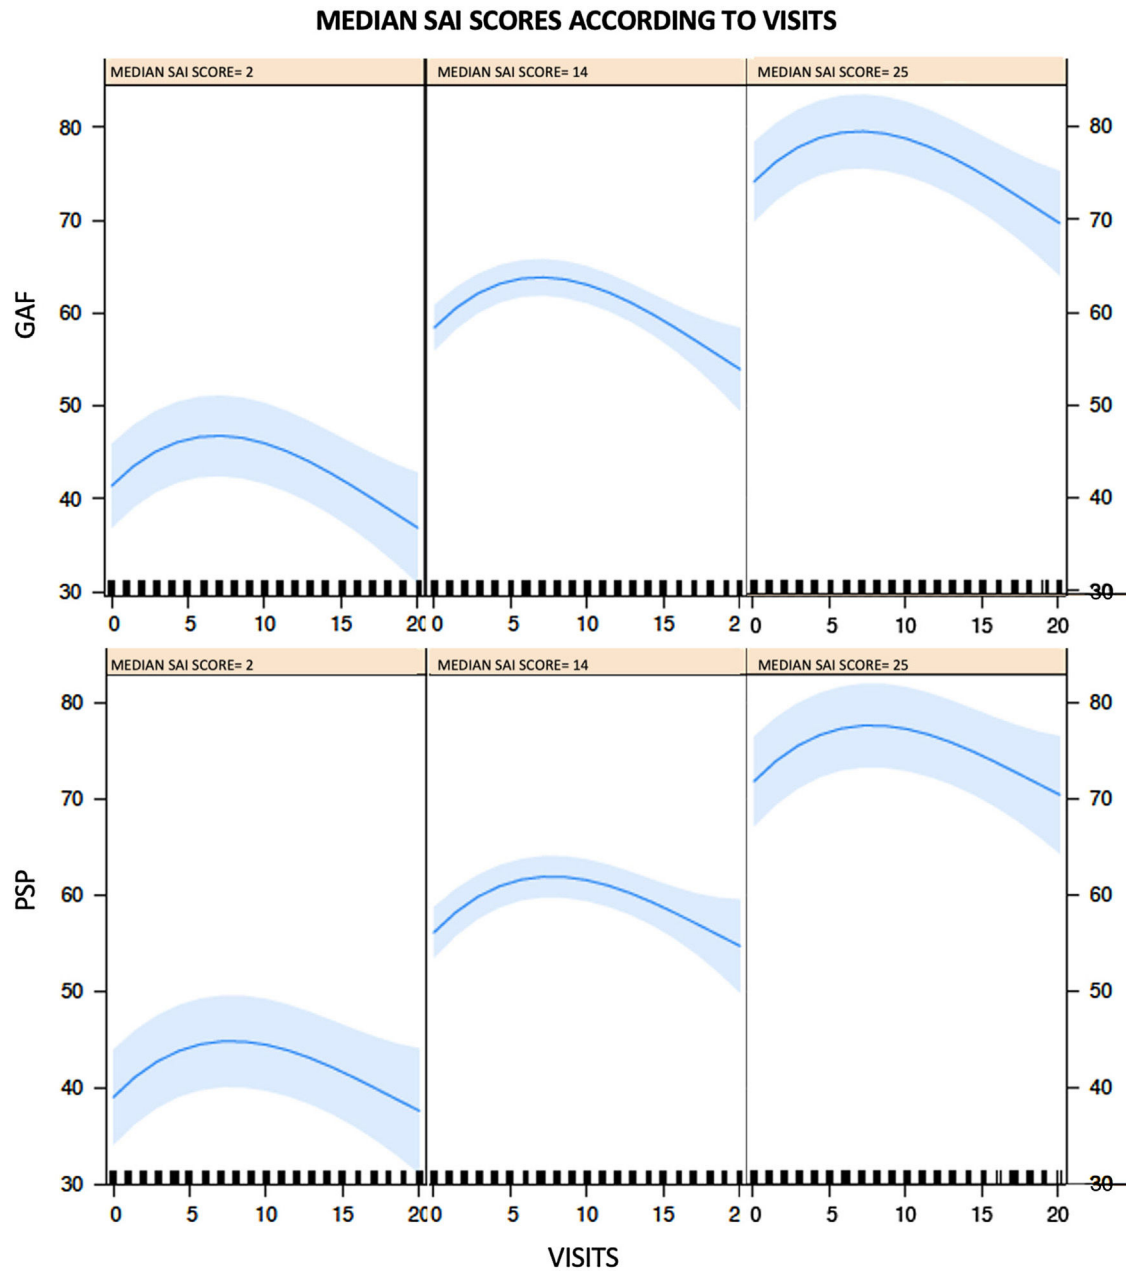 MEDIAN SAI SCORES ACCORDING TO VISITS
MEDIAN SAI SCORE= 2
MEDIAN SAI SCORE= 14
MEDIAN SAI SCORE= 25
GAF
80
70
60
50
40
30
80
70
60
50
40
30
0 5 10 15 20
0 5 10 15 2
0 5 10 15 20
MEDIAN SAI SCORE= 2
MEDIAN SAI SCORE= 14
MEDIAN SAI SCORE= 25
PSP
80
70
60
50
40
30
80
70
60
50
40
30
0 5 10 15 20
0 5 10 15 2
0 5 10 15 20
VISITS